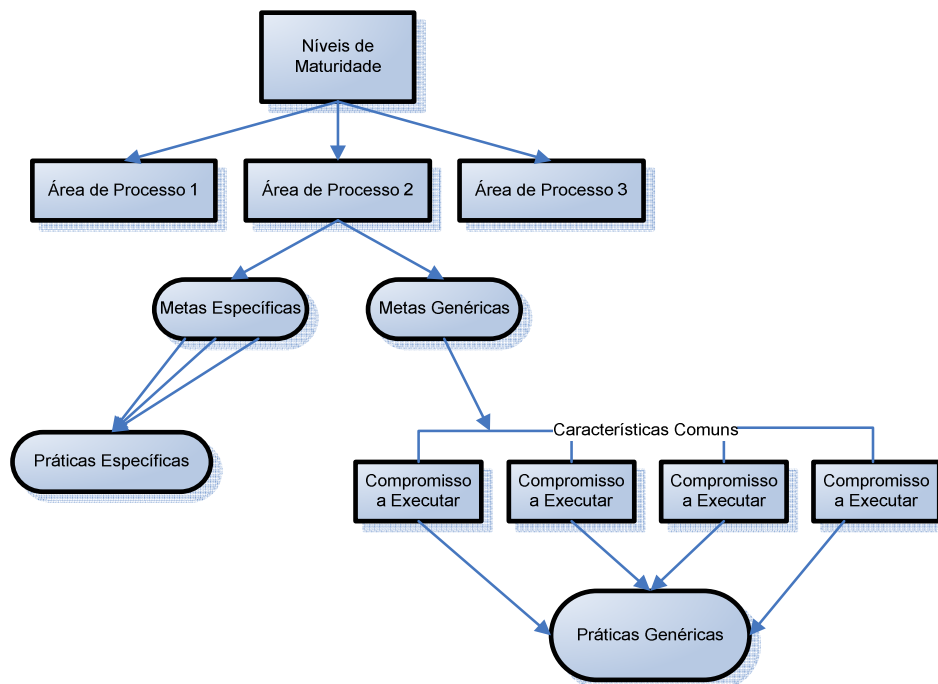 Níveis de
Maturidade
Área de Processo 1
Área de Processo 2
Área de Processo 3
Metas Específicas
Metas Genéricas
Características Comuns
Práticas Específicas
Compromisso
a Executar
Compromisso
a Executar
Compromisso
a Executar
Compromisso
a Executar
Práticas Genéricas